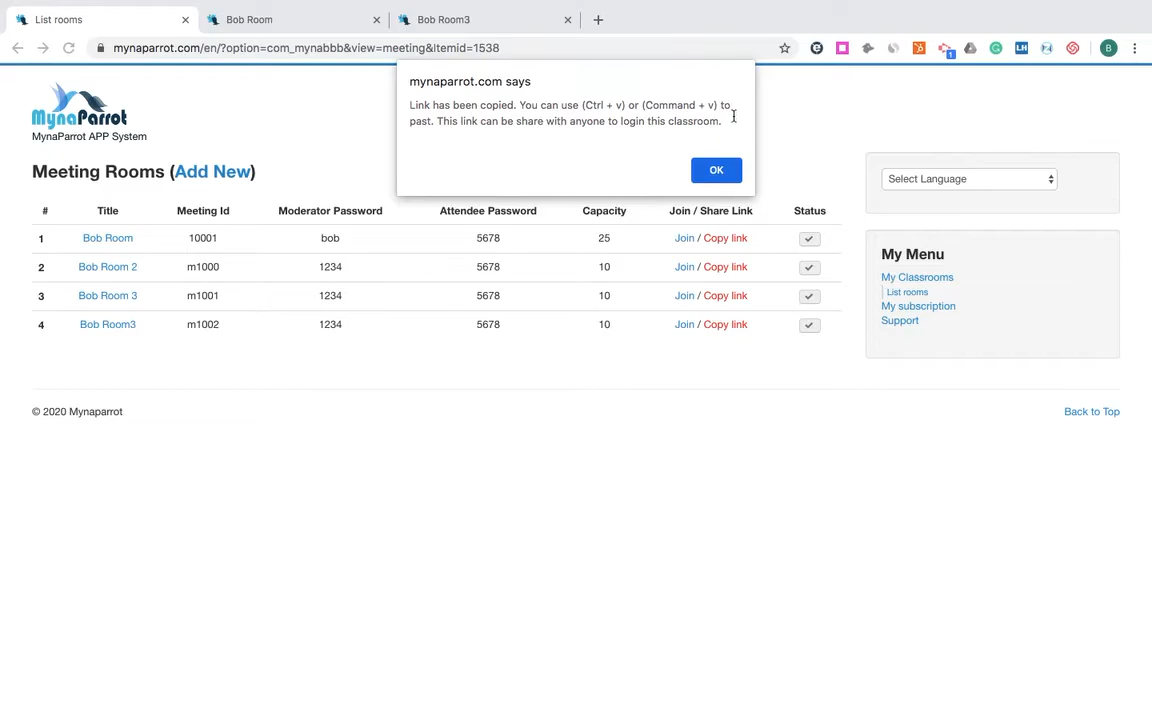 List rooms
Bob Room
Bob Room3
mynaparrot.com/en/?option=com_mynabbb&view=meeting&Itemid=1538
1
LH
B
mynaparrot.com says
Link has been copied. You can use (Ctrl + v) or (Command + v) to
past. This link can be share with anyone to login this classroom.
OK
MynaParrot
MynaParrot APP System
Meeting Rooms (Add New)
# Title Meeting Id Moderator Password Attendee Password Capacity Join / Share Link Status
1 Bob Room 10001 bob 5678 25 Join / Copy link
2 Bob Room 2 m1000 1234 5678 10 Join / Copy link
3 Bob Room 3 m1001 1234 5678 10 Join / Copy link
4 Bob Room3 m1002 1234 5678 10 Join / Copy link
Select Language
My Menu
My Classrooms
List rooms
My subscription
Support
© 2020 Mynaparrot
Back to Top